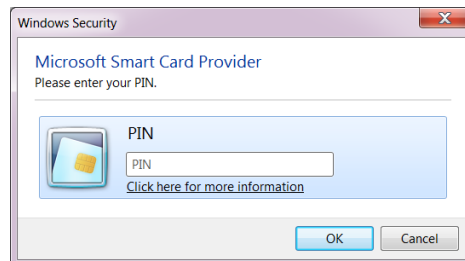 Windows Security
Microsoft Smart Card Provider
Please enter your PIN.
PIN
PIN
Click here for more information
OK
Cancel